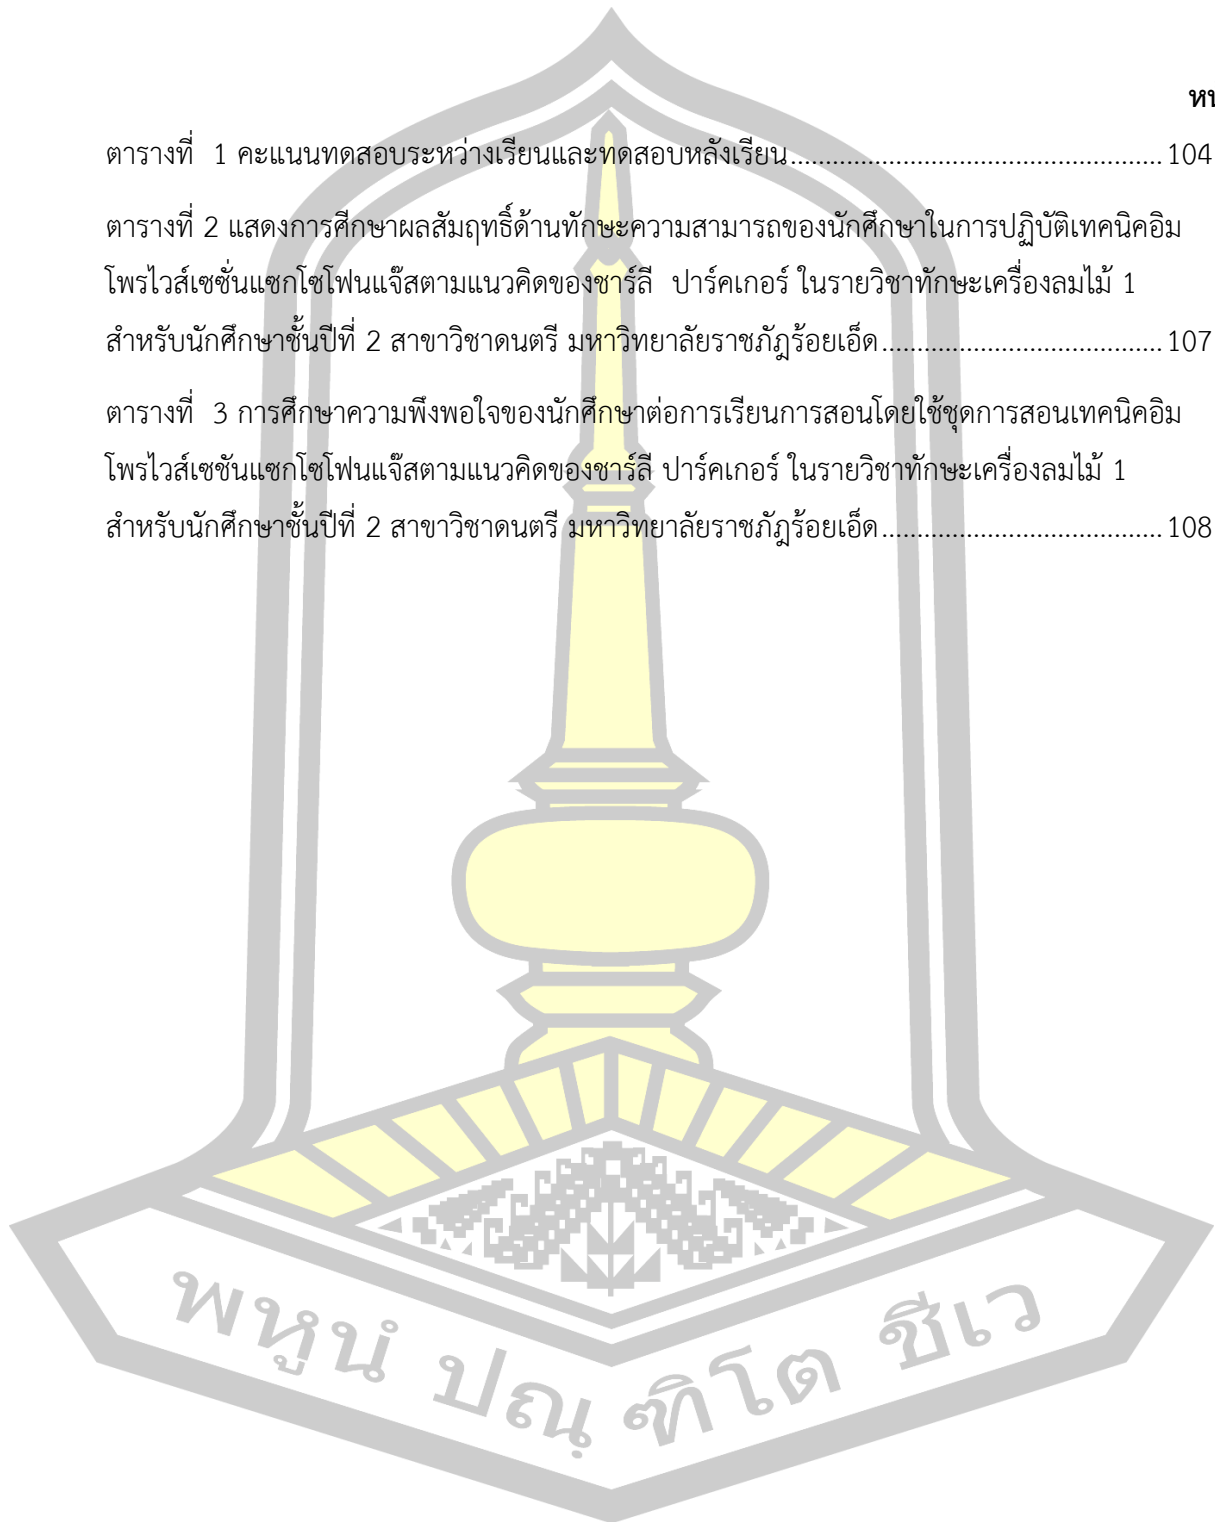 ตารางที่  1 คะแนนทดสอบระหว่างเรียนและทดสอบหลังเรียน............................................ 104
ตารางที่ 2 แสดงการศึกษาผลสัมฤทธิ์ด้านทักษะความสามารถของนักศึกษาในการปฏิบัติเทคนิคอิม
โพรไวส์เซชั่นแซกโซโฟนแจ๊สตามแนวคิดของชาร์ลี  ปาร์คเกอร์ ในรายวิชาทักษะเครื่องลมไม้ 1
สำหรับนักศึกษาชั้นปีที่ 2 สาขาวิชาดนตรี มหาวิทยาลัยราชภัฏร้อยเอ็ด................................. 107
ตารางที่  3 การศึกษาความพึงพอใจของนักศึกษาต่อการเรียนการสอนโดยใช้ชุดการสอนเทคนิคอิม
โพรไวส์เซชันแซกโซโฟนแจ๊สตามแนวคิดของชาร์ลี ปาร์คเกอร์ ในรายวิชาทักษะเครื่องลมไม้ 1
สำหรับนักศึกษาชั้นปีที่ 2 สาขาวิชาดนตรี มหาวิทยาลัยราชภัฏร้อยเอ็ด................................. 108
พหูนํ ปณฺ ฑิโต ชีเว